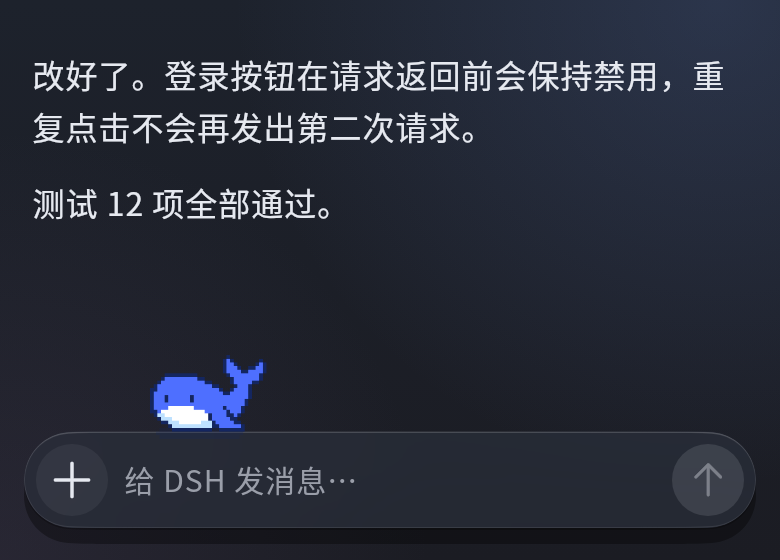 改好了。登录按钮在请求返回前会保持禁用，重
复点击不会再发出第二次请求。
测试 12 项全部通过。
给 DSH 发消息…